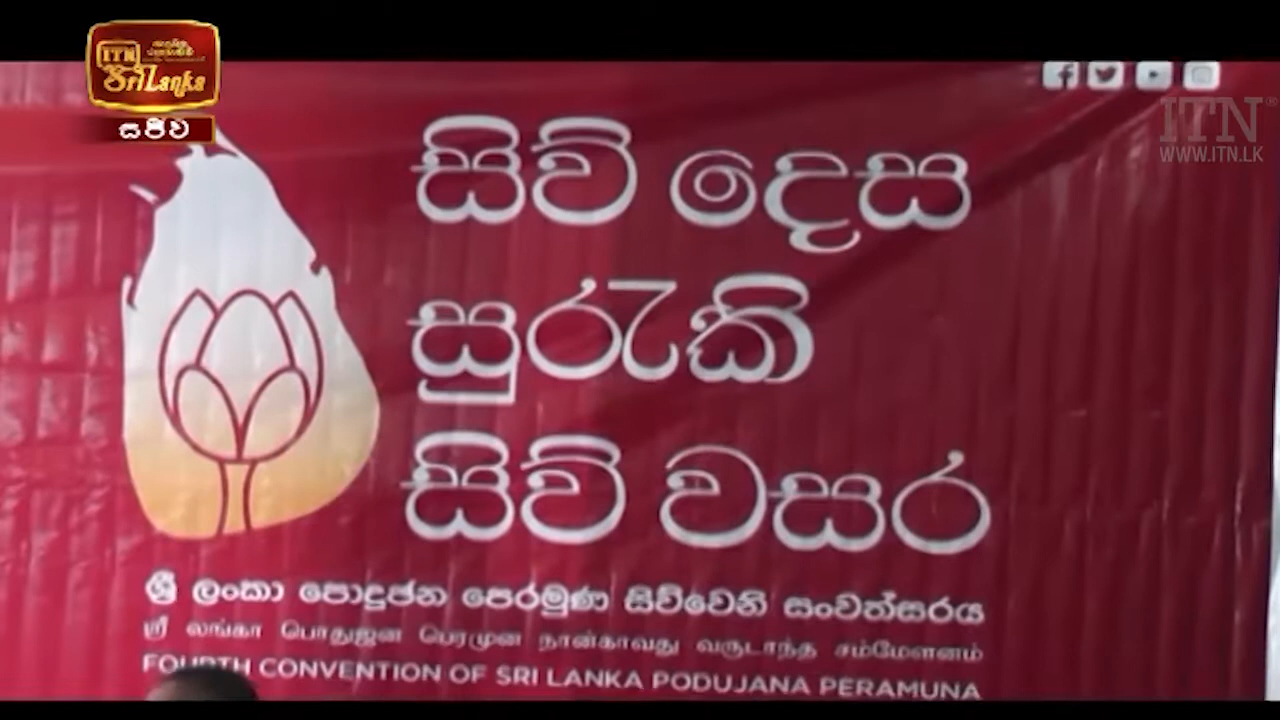 ITN
Sri Lanka
සජීව
ITN
WWW.ITN.LK
සිව් දෙස
සුරැකි
සිව් වසර
ශ්‍රී ලංකා පොදුජන පෙරමුණ සිව්වෙනි සංවත්සරය
ஸ்ரீ லங்கா பொதுஜன பெரமுன நான்காவது வருடாந்த சம்மேளனம்
FOURTH CONVENTION OF SRI LANKA PODUJANA PERAMUNA